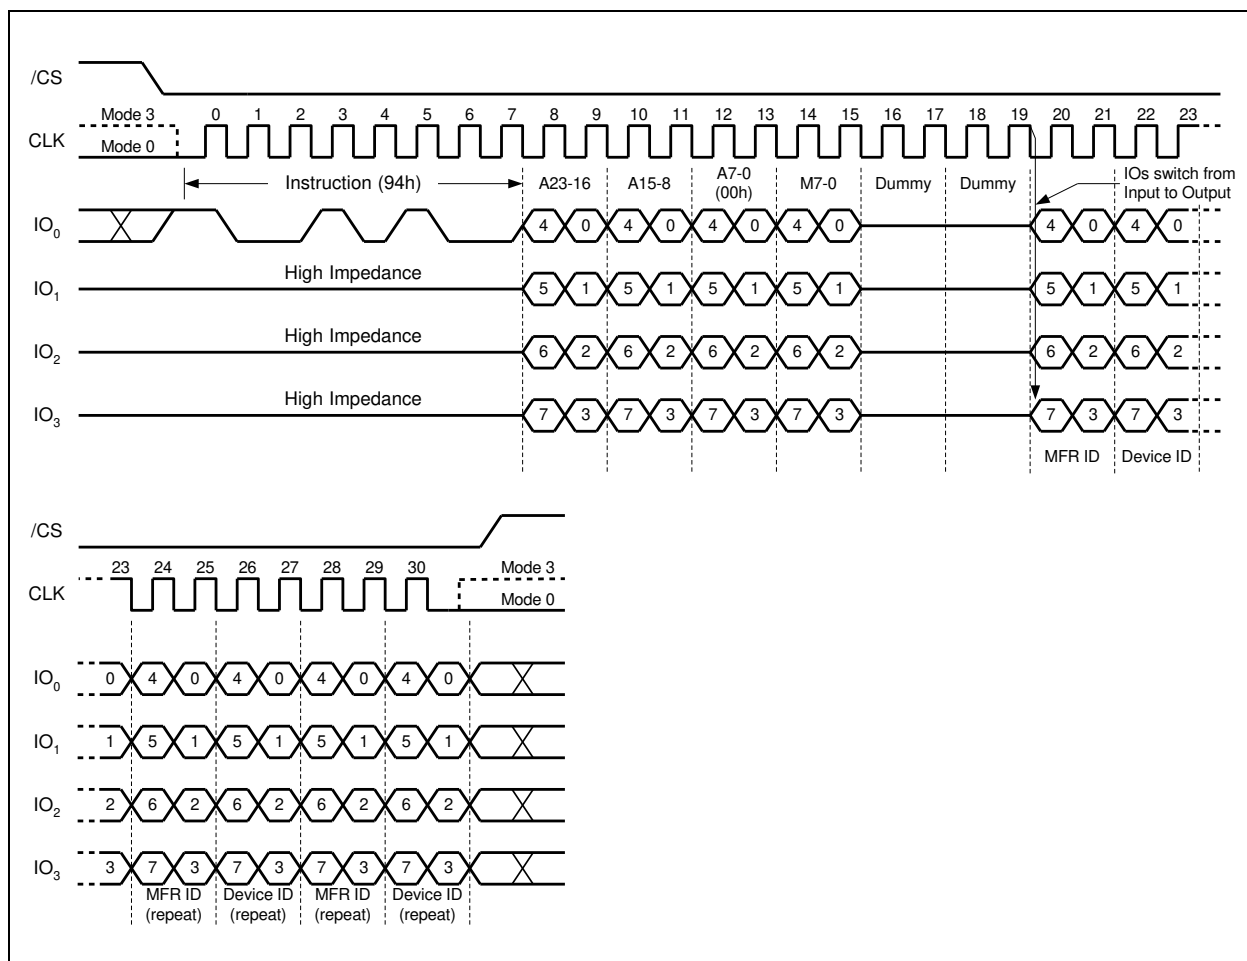 /CS
Mode 3 0 1 2 3 4 5 6 7 8 9 10 11 12 13 14 15 16 17 18 19 20 21 22 23
CLK
Mode 0
Instruction (94h) A23-16 A15-8 A7-0 (00h) M7-0 Dummy Dummy IOs switch from Input to Output
IO0 4 0 4 0 4 0 4 0 4 0 4 0
High Impedance
IO1 5 1 5 1 5 1 5 1 5 1 5 1
High Impedance
IO2 6 2 6 2 6 2 6 2 6 2 6 2
High Impedance
IO3 7 3 7 3 7 3 7 3 7 3 7 3
MFR ID Device ID
/CS
23 24 25 26 27 28 29 30 Mode 3
CLK
Mode 0
IO0 0 4 0 4 0 4 0 4 0
IO1 1 5 1 5 1 5 1 5 1
IO2 2 6 2 6 2 6 2 6 2
IO3 3 7 3 7 3 7 3 7 3
MFR ID Device ID MFR ID Device ID
(repeat) (repeat) (repeat) (repeat)